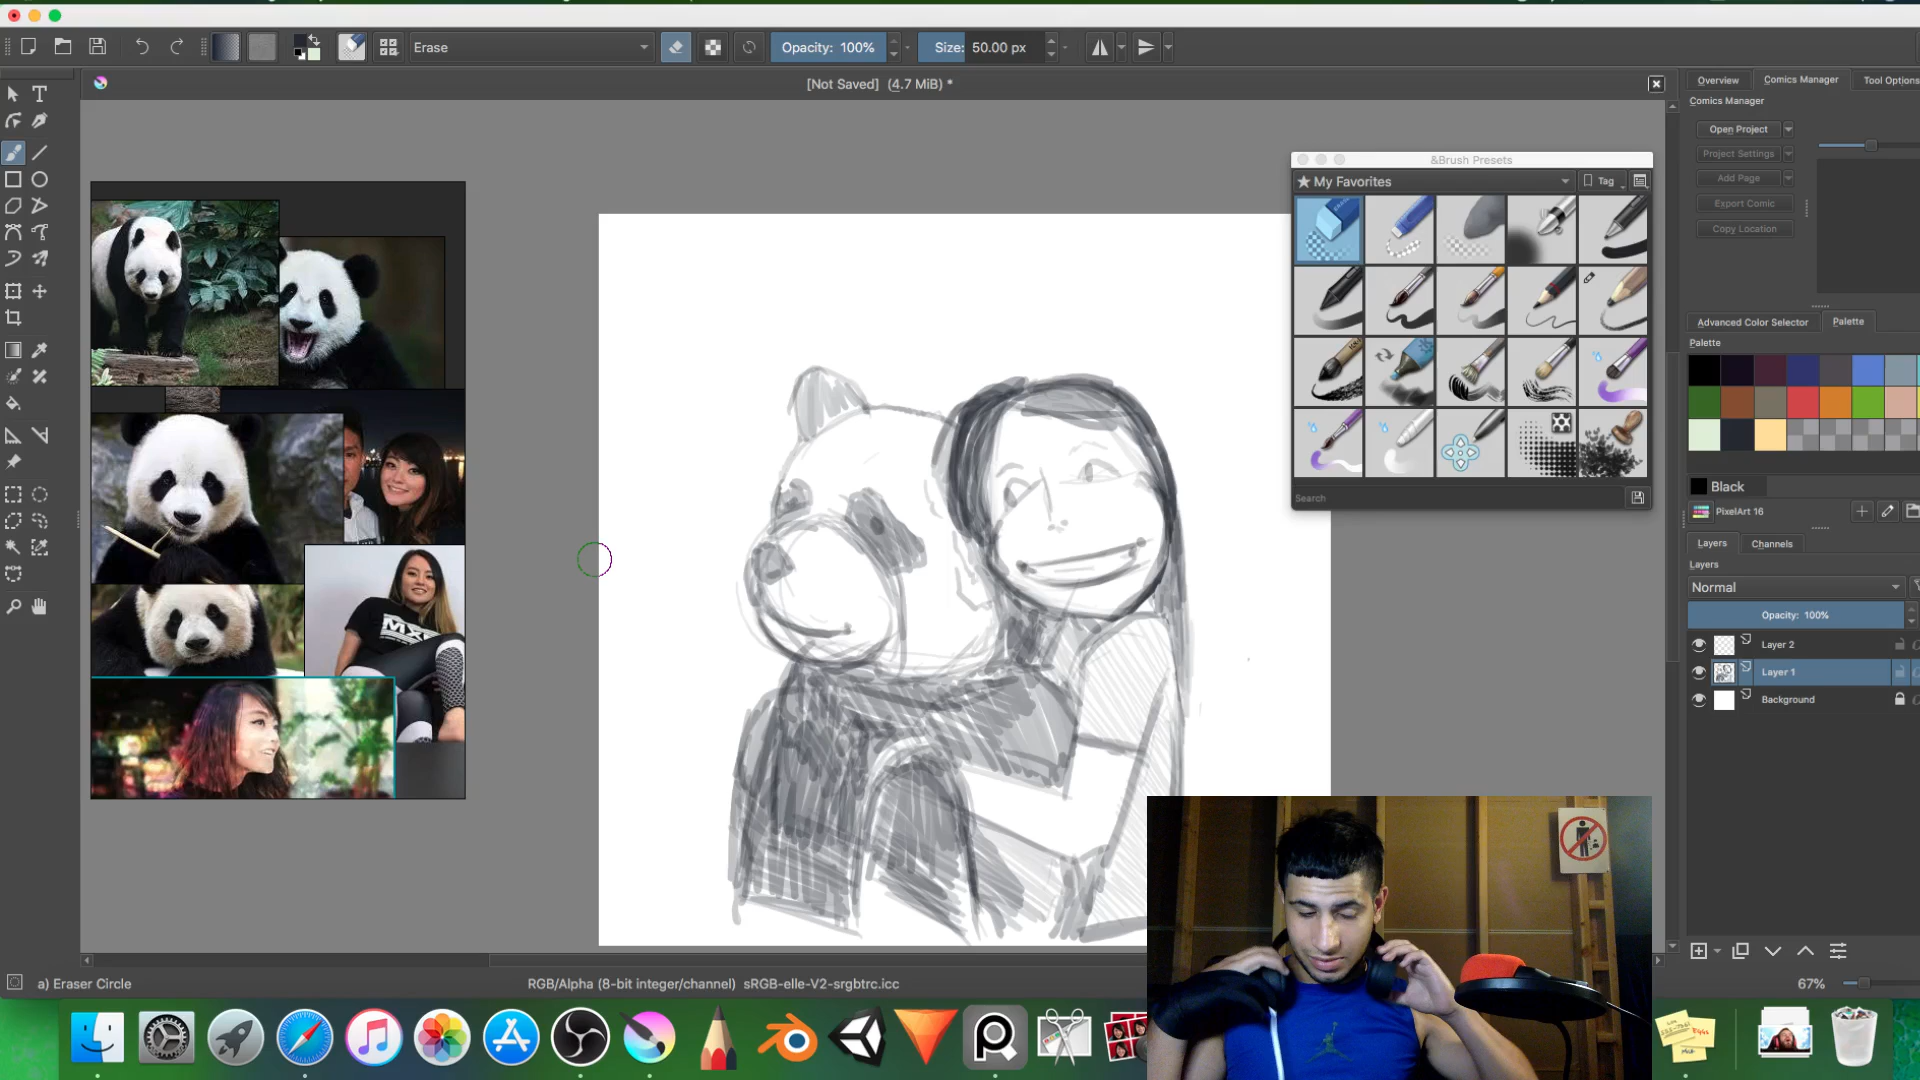 Erase
Opacity: 100%
Size: 50.00 px
[Not Saved] (4.7 MiB) *
Overview
Comics Manager
Tool Options
Comics Manager
Open Project
Project Settings
Add Page
Export Comic
Copy Location
&Brush Presets
★ My Favorites
Tag
Search
Advanced Color Selector
Palette
Palette
Black
PixelArt 16
Layers
Channels
Layers
Normal
Opacity: 100%
Layer 2
Layer 1
Background
67%
a) Eraser Circle
RGB/Alpha (8-bit integer/channel) sRGB-elle-V2-srgbtrc.icc